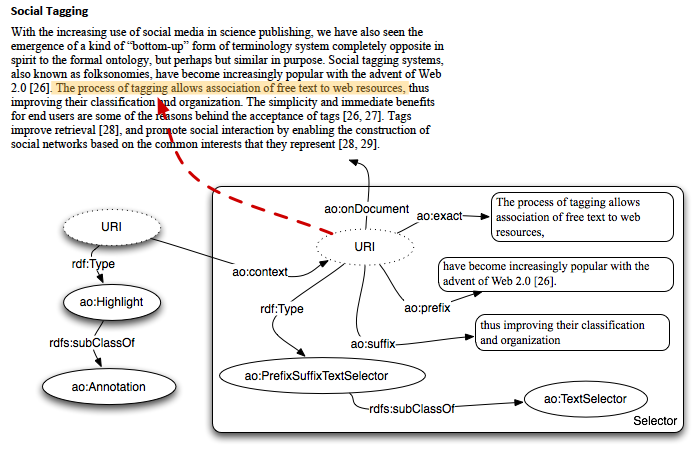 Social Tagging
With the increasing use of social media in science publishing, we have also seen the
emergence of a kind of “bottom-up” form of terminology system completely opposite in
spirit to the formal ontology, but perhaps but similar in purpose. Social tagging systems,
also known as folksonomies, have become increasingly popular with the advent of Web
2.0 [26]. The process of tagging allows association of free text to web resources, thus
improving their classification and organization. The simplicity and immediate benefits
for end users are some of the reasons behind the acceptance of tags [26, 27]. Tags
improve retrieval [28], and promote social interaction by enabling the construction of
social networks based on the common interests that they represent [28, 29].
ao:onDocument
ao:exact
The process of tagging allows
association of free text to web
resources,
URI
URI
rdf:Type
ao:context
have become increasingly popular with the
advent of Web 2.0 [26].
ao:Highlight
rdf:Type
ao:prefix
rdfs:subClassOf
ao:suffix
thus improving their classification
and organization
ao:Annotation
ao:PrefixSuffixTextSelector
rdfs:subClassOf
ao:TextSelector
Selector